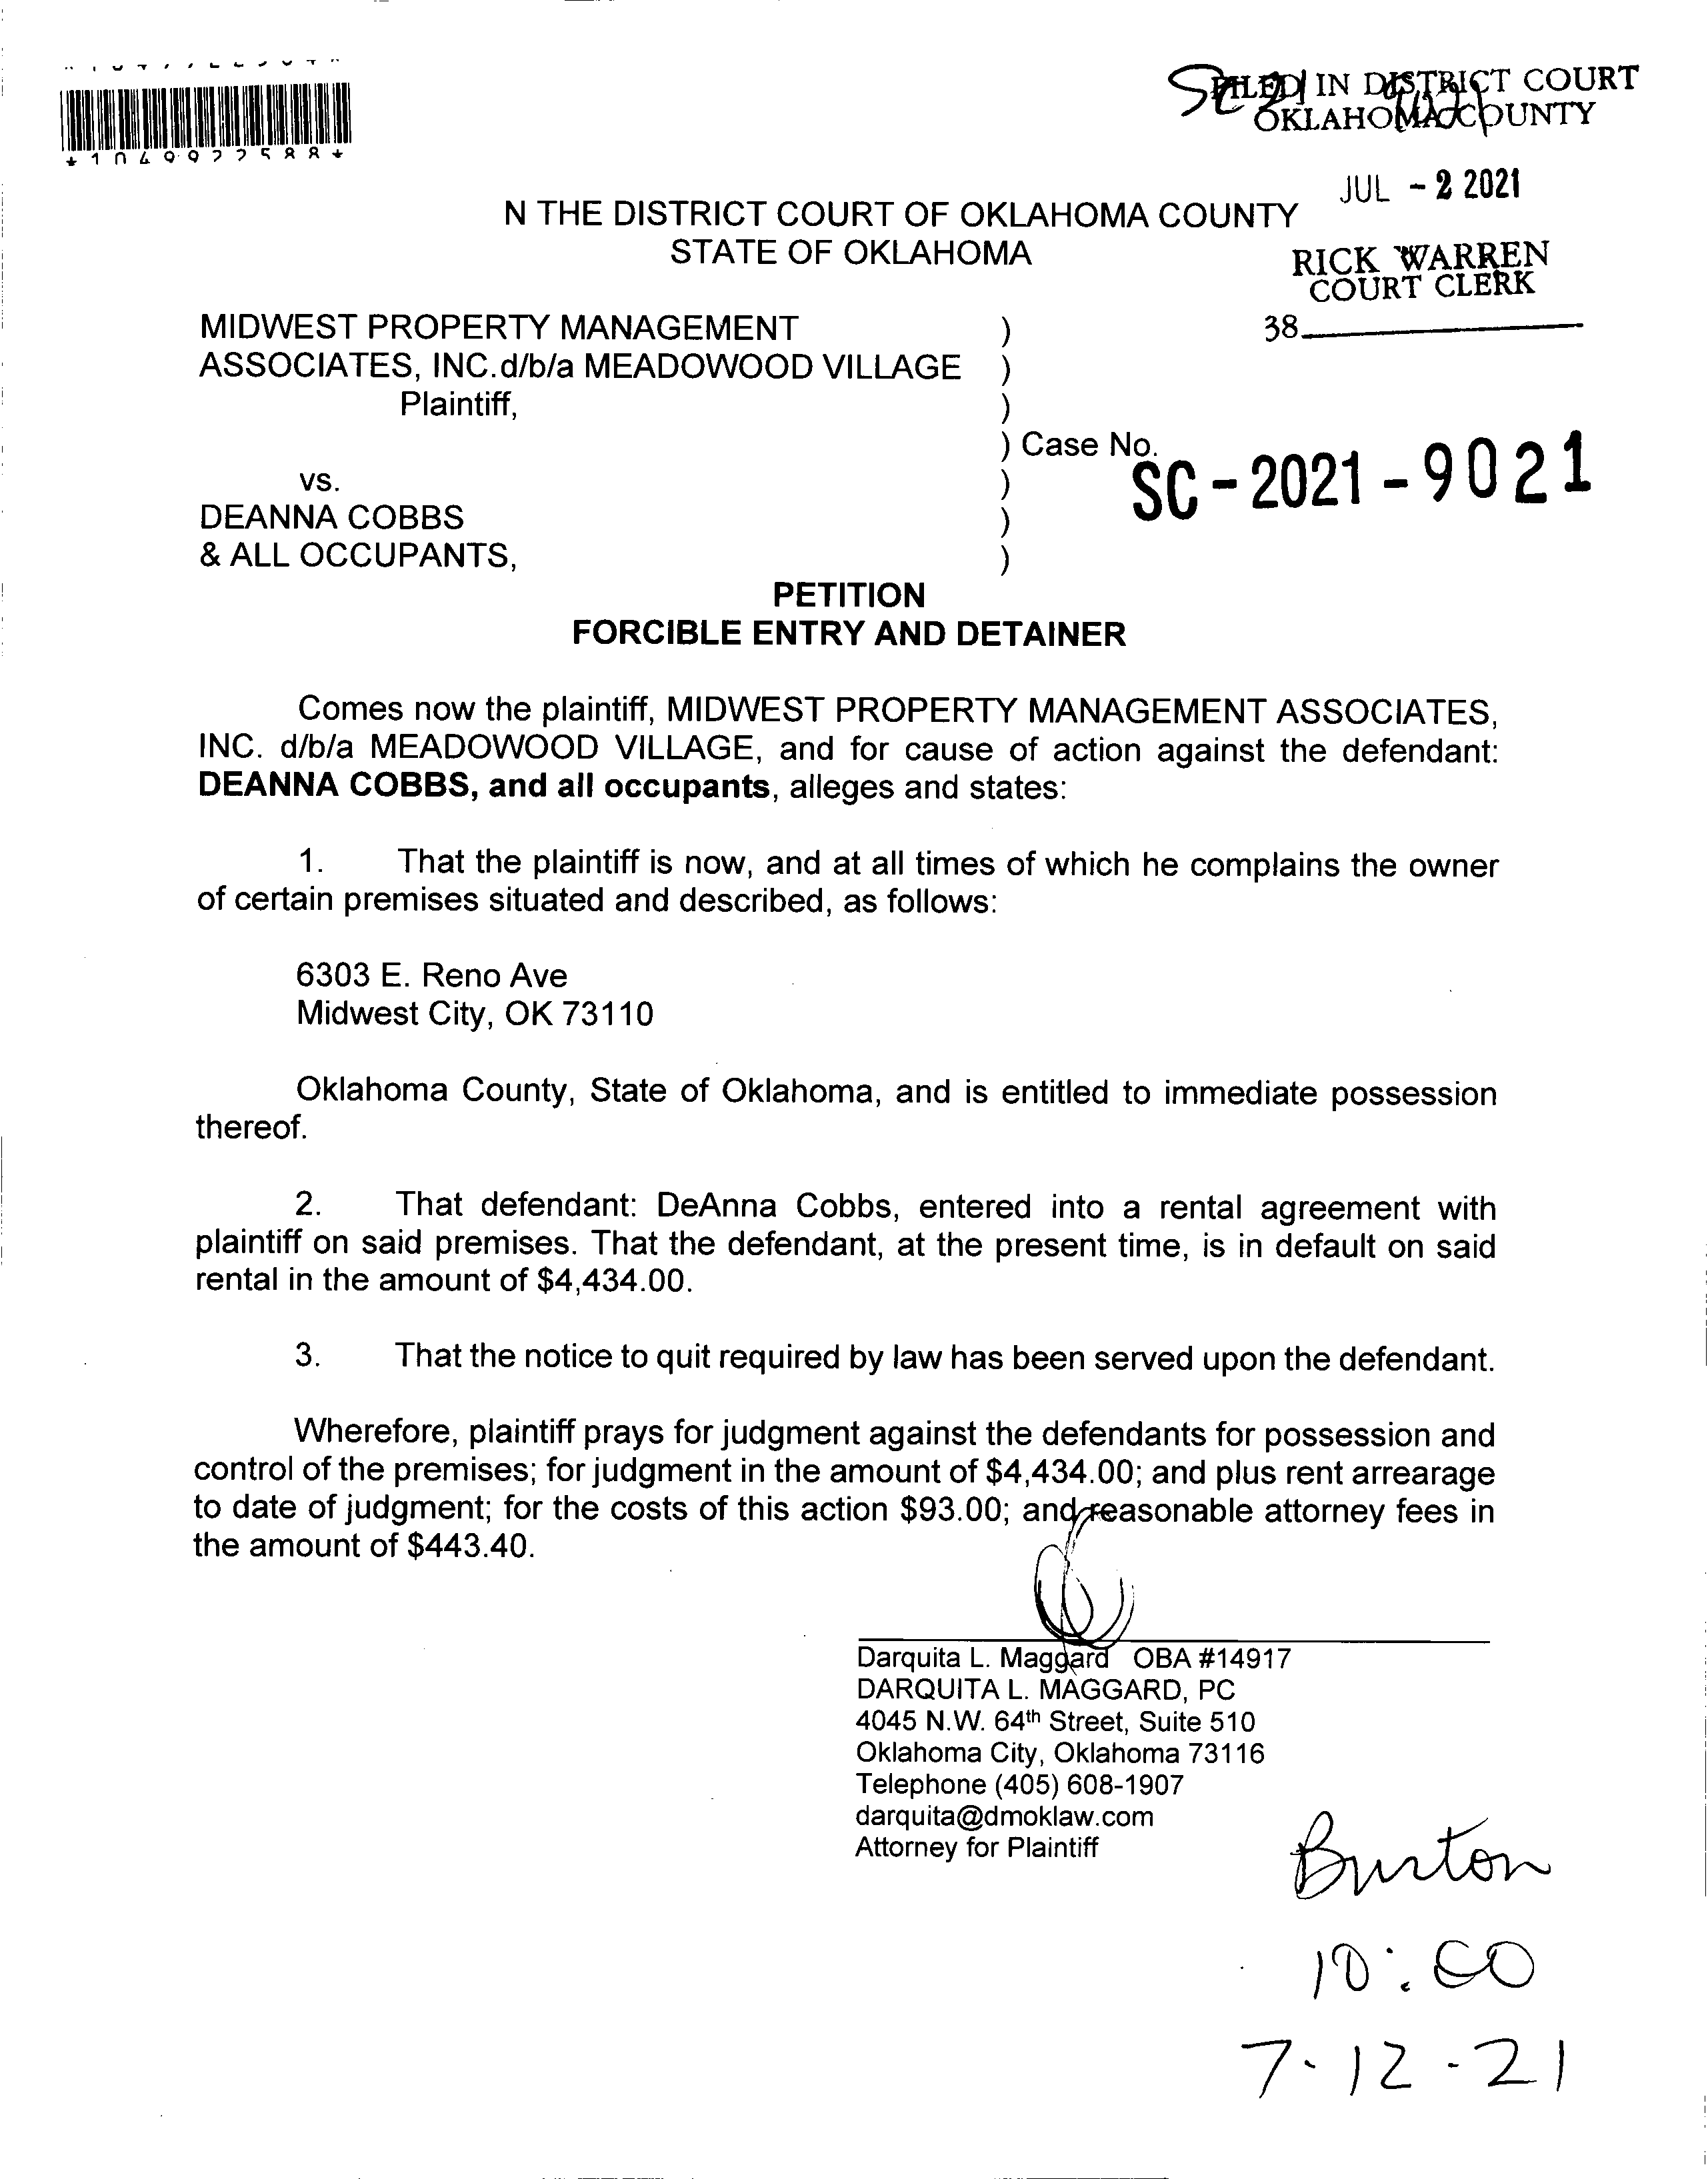 *1049922588*
FILED IN DISTRICT COURT
OKLAHOMA COUNTY
JUL - 2 2021
N THE DISTRICT COURT OF OKLAHOMA COUNTY
STATE OF OKLAHOMA
RICK WARREN
COURT CLERK
38
MIDWEST PROPERTY MANAGEMENT )
ASSOCIATES, INC.d/b/a MEADOWOOD VILLAGE )
Plaintiff, )
) Case No.
SC-2021-9021
vs. )
DEANNA COBBS )
& ALL OCCUPANTS, )
PETITION
FORCIBLE ENTRY AND DETAINER
Comes now the plaintiff, MIDWEST PROPERTY MANAGEMENT ASSOCIATES,
INC. d/b/a MEADOWOOD VILLAGE, and for cause of action against the defendant:
DEANNA COBBS, and all occupants, alleges and states:
1. That the plaintiff is now, and at all times of which he complains the owner
of certain premises situated and described, as follows:
6303 E. Reno Ave
Midwest City, OK 73110
Oklahoma County, State of Oklahoma, and is entitled to immediate possession
thereof.
2. That defendant: DeAnna Cobbs, entered into a rental agreement with
plaintiff on said premises. That the defendant, at the present time, is in default on said
rental in the amount of $4,434.00.
3. That the notice to quit required by law has been served upon the defendant.
Wherefore, plaintiff prays for judgment against the defendants for possession and
control of the premises; for judgment in the amount of $4,434.00; and plus rent arrearage
to date of judgment; for the costs of this action $93.00; and reasonable attorney fees in
the amount of $443.40.
Darquita L. Maggard OBA #14917
DARQUITA L. MAGGARD, PC
4045 N.W. 64th Street, Suite 510
Oklahoma City, Oklahoma 73116
Telephone (405) 608-1907
darquita@dmoklaw.com
Attorney for Plaintiff
Burton
10:00
7-12-21